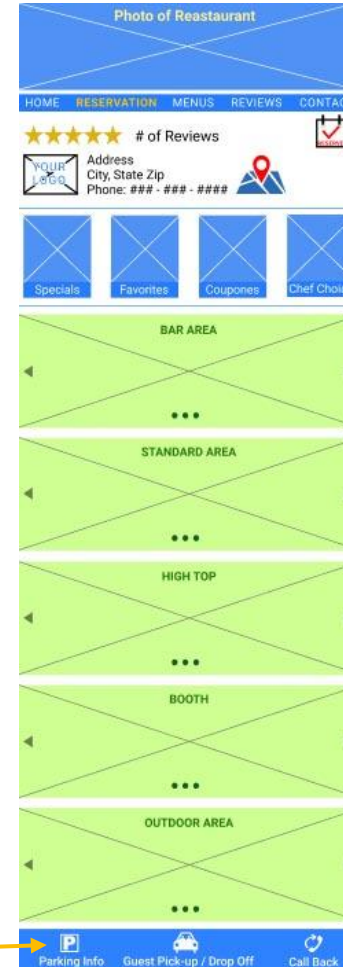 Photo of Reastaurant
HOME RESERVATION MENUS REVIEWS
# of Reviews
YOUR LOGO
Address
City, State Zip
Phone: ### - ### - ####
Specials Favorites Coupones Chef
BAR AREA
STANDARD AREA
HIGH TOP
BOOTH
OUTDOOR AREA
P
Parking Info Guest Pick-up / Drop Off Call Back